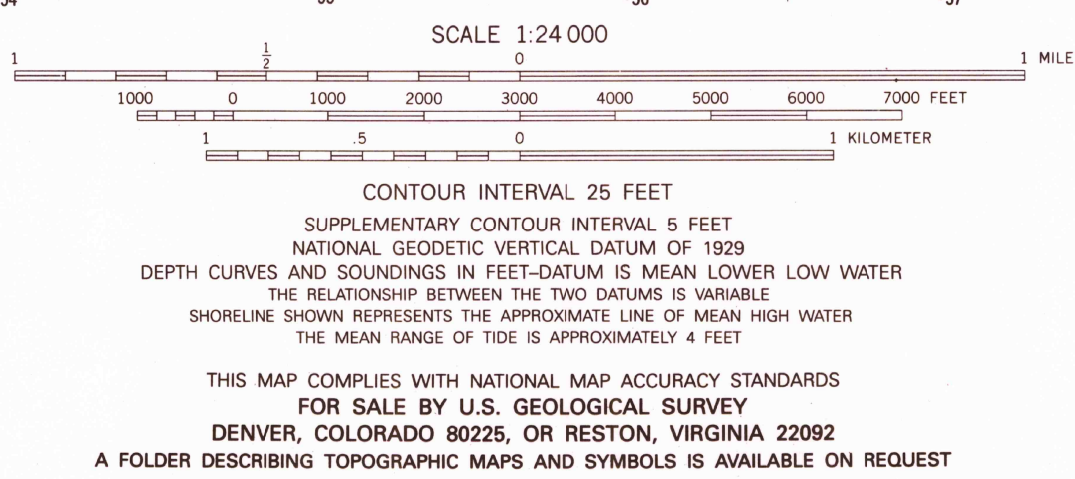 SCALE 1:24 000
1 1/2 0 1 MILE
1000 0 1000 2000 3000 4000 5000 6000 7000 FEET
1 .5 0 1 KILOMETER
CONTOUR INTERVAL 25 FEET
SUPPLEMENTARY CONTOUR INTERVAL 5 FEET
NATIONAL GEODETIC VERTICAL DATUM OF 1929
DEPTH CURVES AND SOUNDINGS IN FEET–DATUM IS MEAN LOWER LOW WATER
THE RELATIONSHIP BETWEEN THE TWO DATUMS IS VARIABLE
SHORELINE SHOWN REPRESENTS THE APPROXIMATE LINE OF MEAN HIGH WATER
THE MEAN RANGE OF TIDE IS APPROXIMATELY 4 FEET
THIS MAP COMPLIES WITH NATIONAL MAP ACCURACY STANDARDS
FOR SALE BY U.S. GEOLOGICAL SURVEY
DENVER, COLORADO 80225, OR RESTON, VIRGINIA 22092
A FOLDER DESCRIBING TOPOGRAPHIC MAPS AND SYMBOLS IS AVAILABLE ON REQUEST